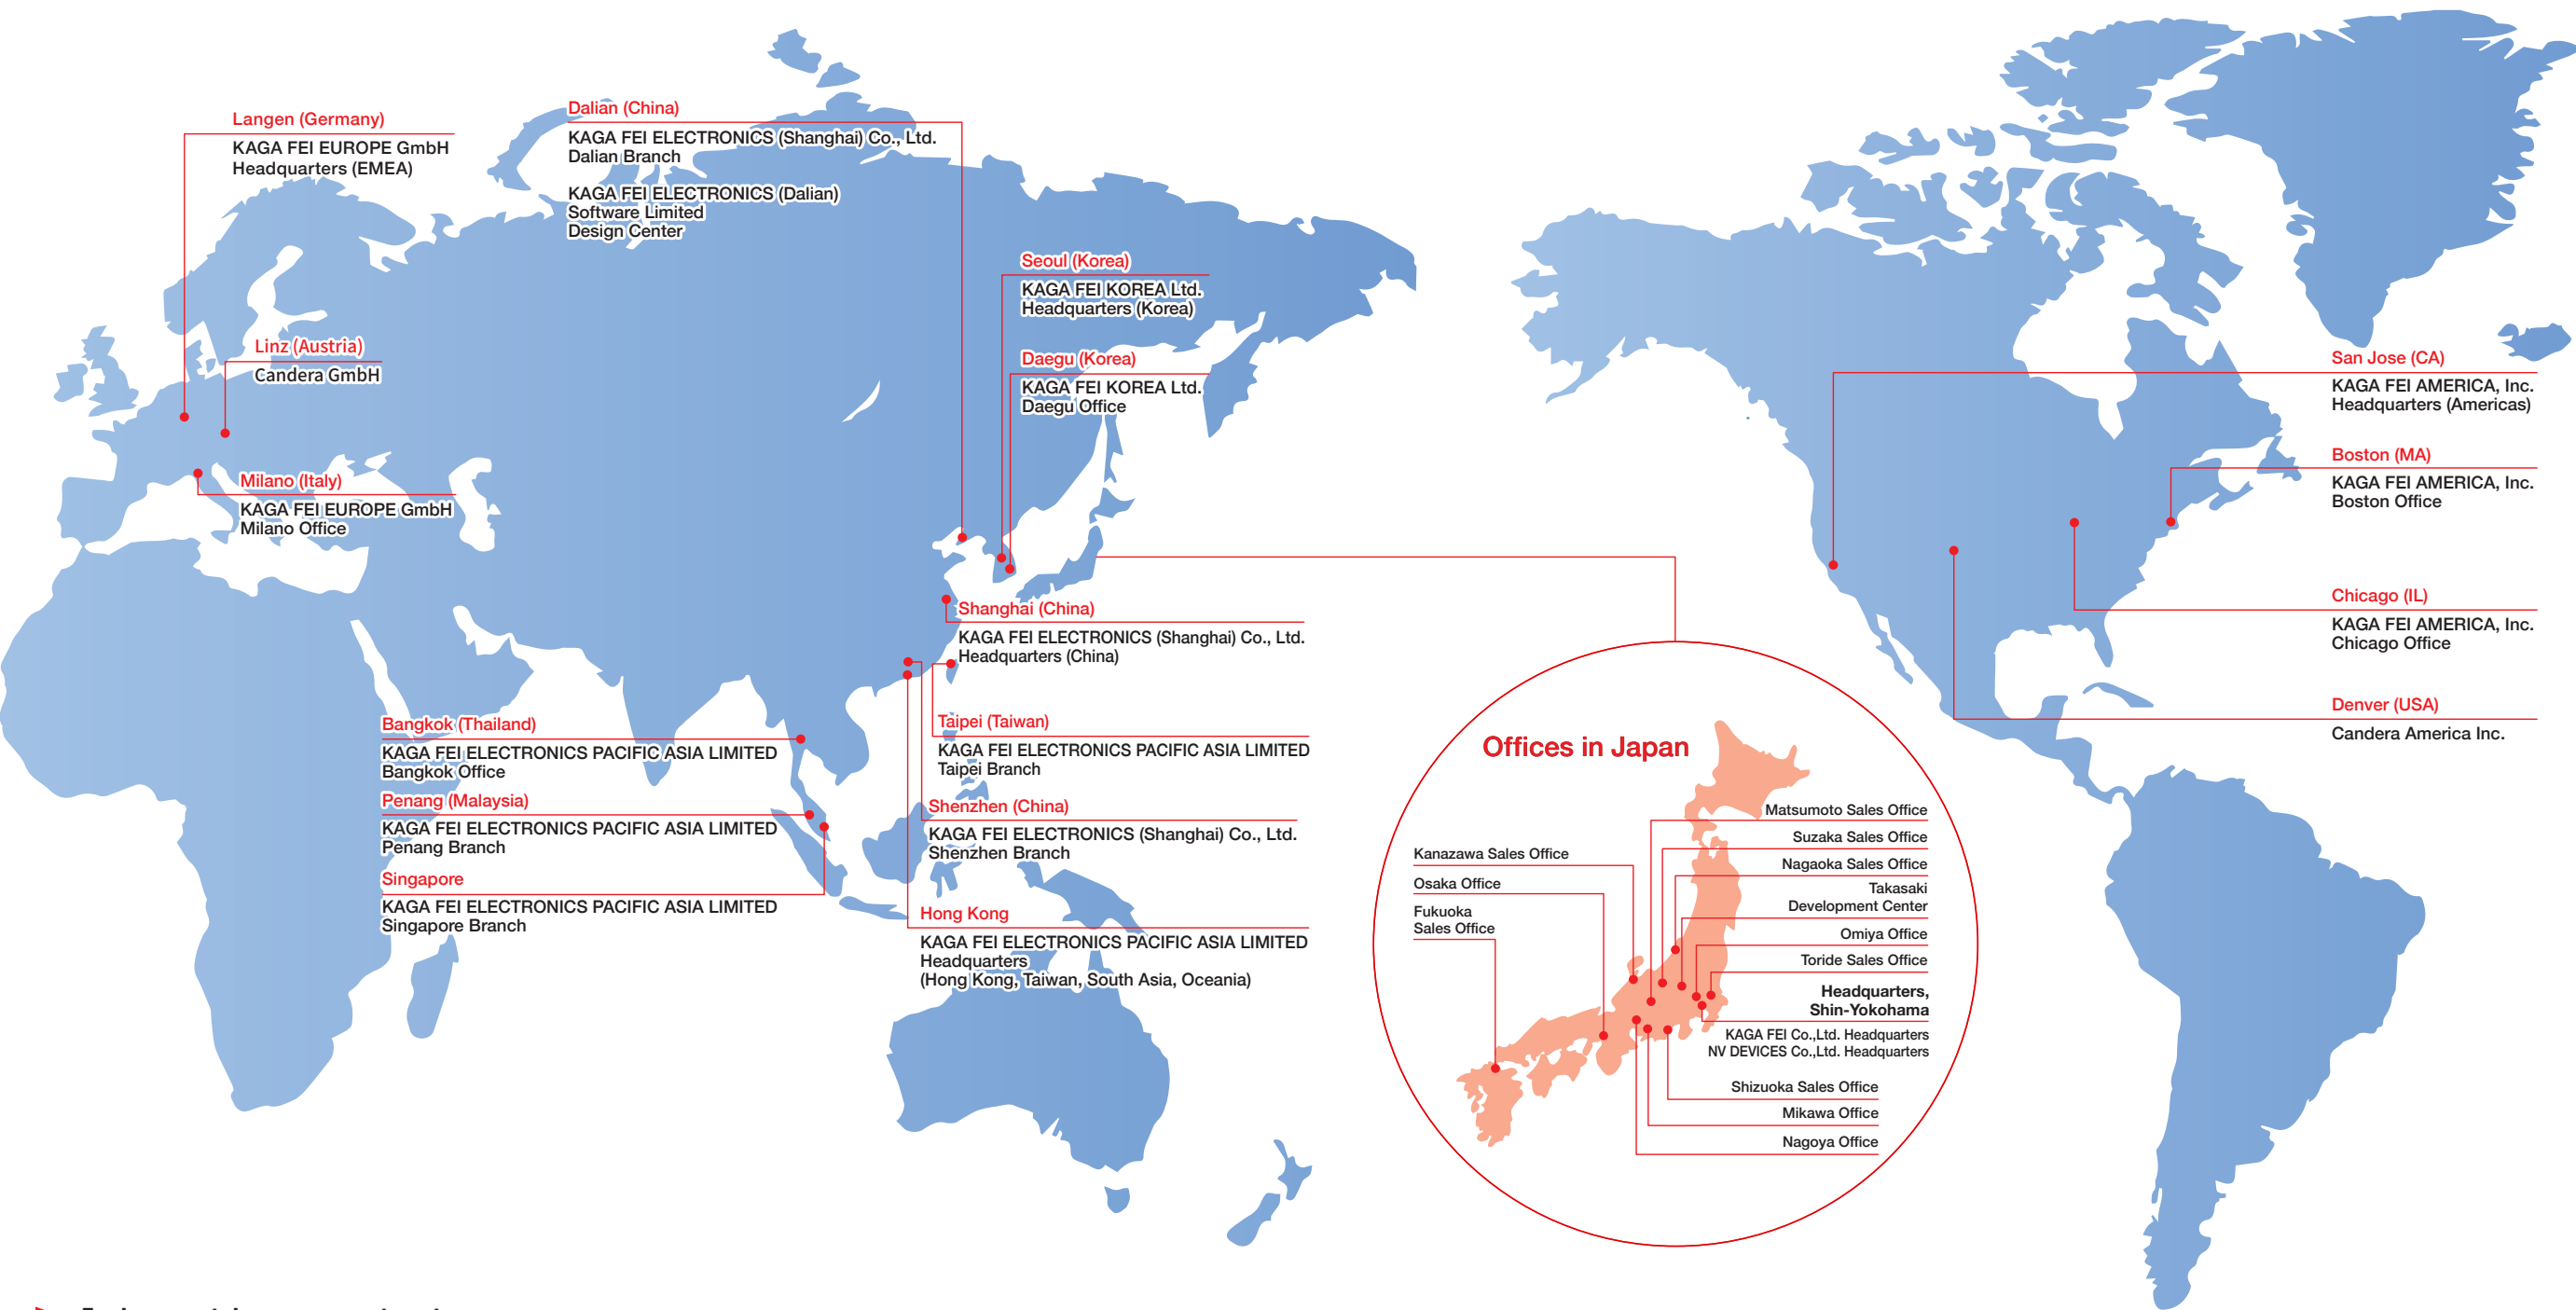 Langen (Germany)
KAGA FEI EUROPE GmbH
Headquarters (EMEA)
Dalian (China)
KAGA FEI ELECTRONICS (Shanghai) Co., Ltd.
Dalian Branch
KAGA FEI ELECTRONICS (Dalian)
Software Limited
Design Center
Seoul (Korea)
KAGA FEI KOREA Ltd.
Headquarters (Korea)
Daegu (Korea)
KAGA FEI KOREA Ltd.
Daegu Office
Linz (Austria)
Candera GmbH
Milano (Italy)
KAGA FEI EUROPE GmbH
Milano Office
Shanghai (China)
KAGA FEI ELECTRONICS (Shanghai) Co., Ltd.
Headquarters (China)
Taipei (Taiwan)
KAGA FEI ELECTRONICS PACIFIC ASIA LIMITED
Taipei Branch
Shenzhen (China)
KAGA FEI ELECTRONICS (Shanghai) Co., Ltd.
Shenzhen Branch
Hong Kong
KAGA FEI ELECTRONICS PACIFIC ASIA LIMITED
Headquarters
(Hong Kong, Taiwan, South Asia, Oceania)
Bangkok (Thailand)
KAGA FEI ELECTRONICS PACIFIC ASIA LIMITED
Bangkok Office
Penang (Malaysia)
KAGA FEI ELECTRONICS PACIFIC ASIA LIMITED
Penang Branch
Singapore
KAGA FEI ELECTRONICS PACIFIC ASIA LIMITED
Singapore Branch
San Jose (CA)
KAGA FEI AMERICA, Inc.
Headquarters (Americas)
Boston (MA)
KAGA FEI AMERICA, Inc.
Boston Office
Chicago (IL)
KAGA FEI AMERICA, Inc.
Chicago Office
Denver (USA)
Candera America Inc.
Offices in Japan
Kanazawa Sales Office
Osaka Office
Fukuoka
Sales Office
Matsumoto Sales Office
Suzaka Sales Office
Nagaoka Sales Office
Takasaki
Development Center
Omiya Office
Toride Sales Office
Headquarters,
Shin-Yokohama
KAGA FEI Co.,Ltd. Headquarters
NV DEVICES Co.,Ltd. Headquarters
Shizuoka Sales Office
Mikawa Office
Nagoya Office